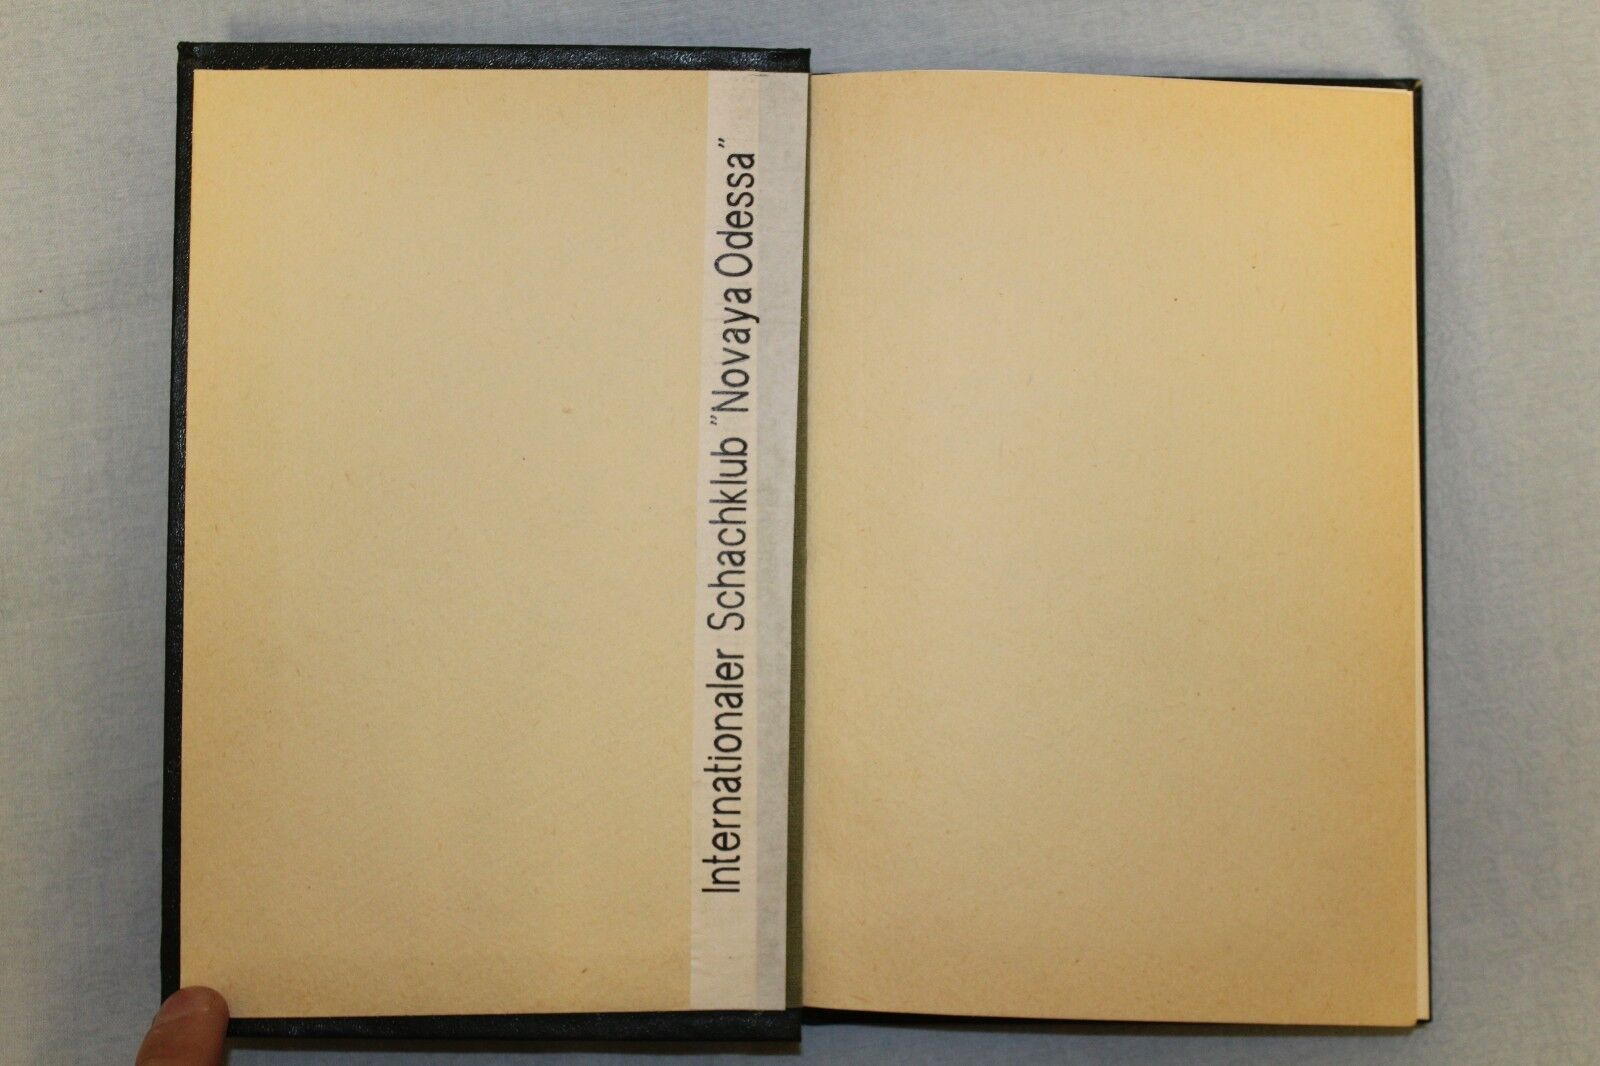 Internationaler Schachklub "Novaya Odessa"